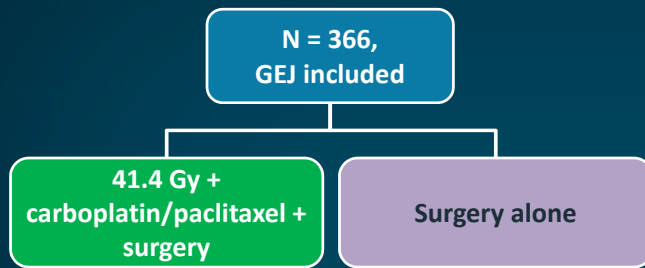 N = 366,
GEJ included
41.4 Gy +
carboplatin/paclitaxel +
surgery
Surgery alone